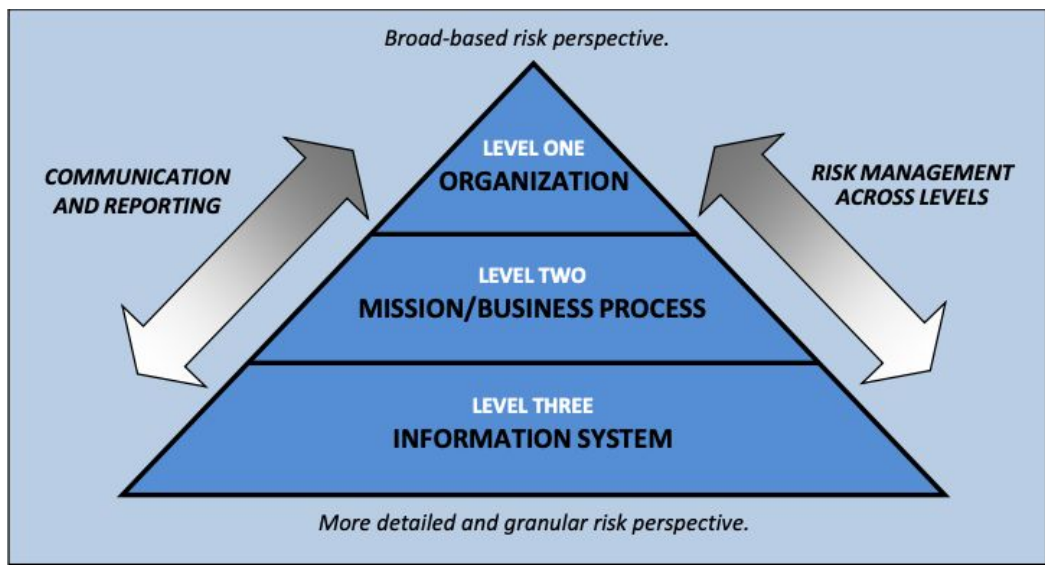 Broad-based risk perspective.
LEVEL ONE
ORGANIZATION
COMMUNICATION
AND REPORTING
RISK MANAGEMENT
ACROSS LEVELS
LEVEL TWO
MISSION/BUSINESS PROCESS
LEVEL THREE
INFORMATION SYSTEM
More detailed and granular risk perspective.